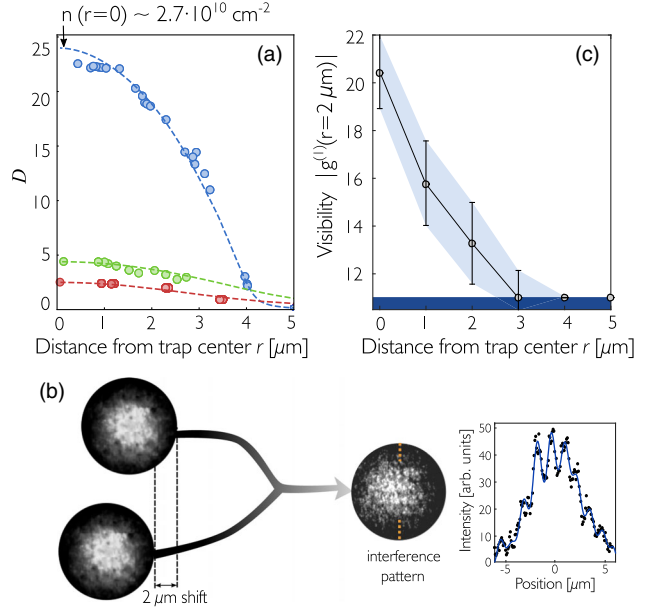 n (r=0) ~ 2.7·10¹⁰ cm⁻²
(a)
25
20
15
10
5
0
D
0 1 2 3 4 5
Distance from trap center r [μm]
(c)
22
20
18
16
14
12
Visibility |g⁽¹⁾(r=2 μm)|
0 1 2 3 4 5
Distance from trap center r [μm]
(b)
2 μm shift
interference
pattern
50
40
30
20
10
0
Intensity [arb. units]
-5 0 5
Position [μm]